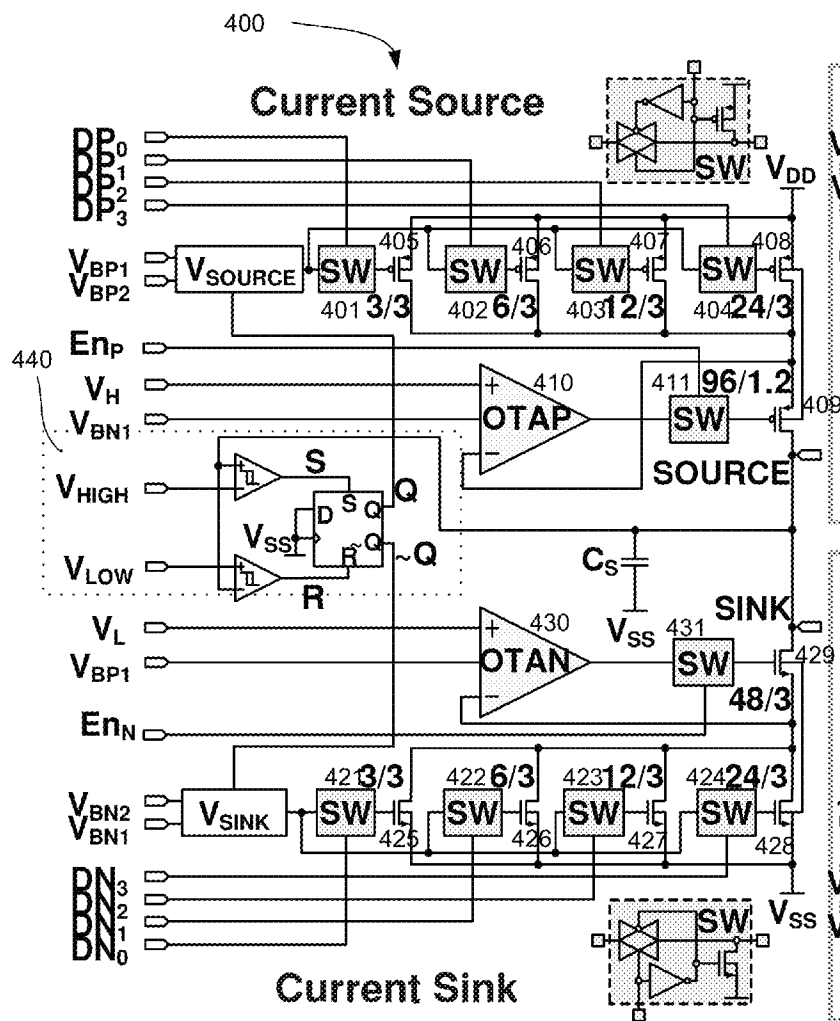 400
Current Source
DP0
DP1
DP2
DP3
SW
VDD
405
406
407
408
VBP1
VBP2
VSOURCE
SW
SW
SW
SW
401
3/3
402
6/3
403
12/3
404
24/3
440
EnP
VH
VBN1
OTAP
410
411
96/1.2
SW
409
SOURCE
VHIGH
VLOW
S
R
D
S
Q
~Q
R
VSS
Q
~Q
CS
VSS
SINK
VL
VBP1
OTAN
430
431
SW
429
48/3
EnN
421
3/3
422
6/3
423
12/3
424
24/3
VBN2
VBN1
VSINK
SW
SW
SW
SW
425
426
427
428
DN3
DN2
DN1
DN0
VSS
SW
Current Sink